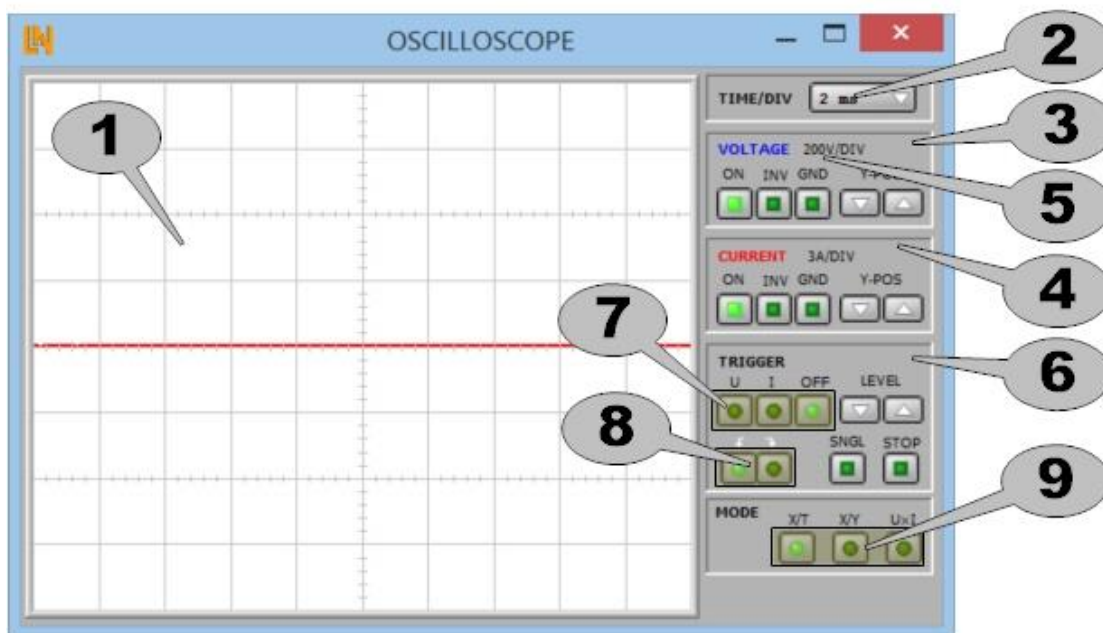 LN
OSCILLOSCOPE
1
2
3
4
5
6
7
8
9
TIME/DIV 2 ms
VOLTAGE 200V/DIV
ON INV GND
CURRENT 3A/DIV
ON INV GND Y-POS
TRIGGER
U I OFF LEVEL
SNGL STOP
MODE
X/T X/Y U×I